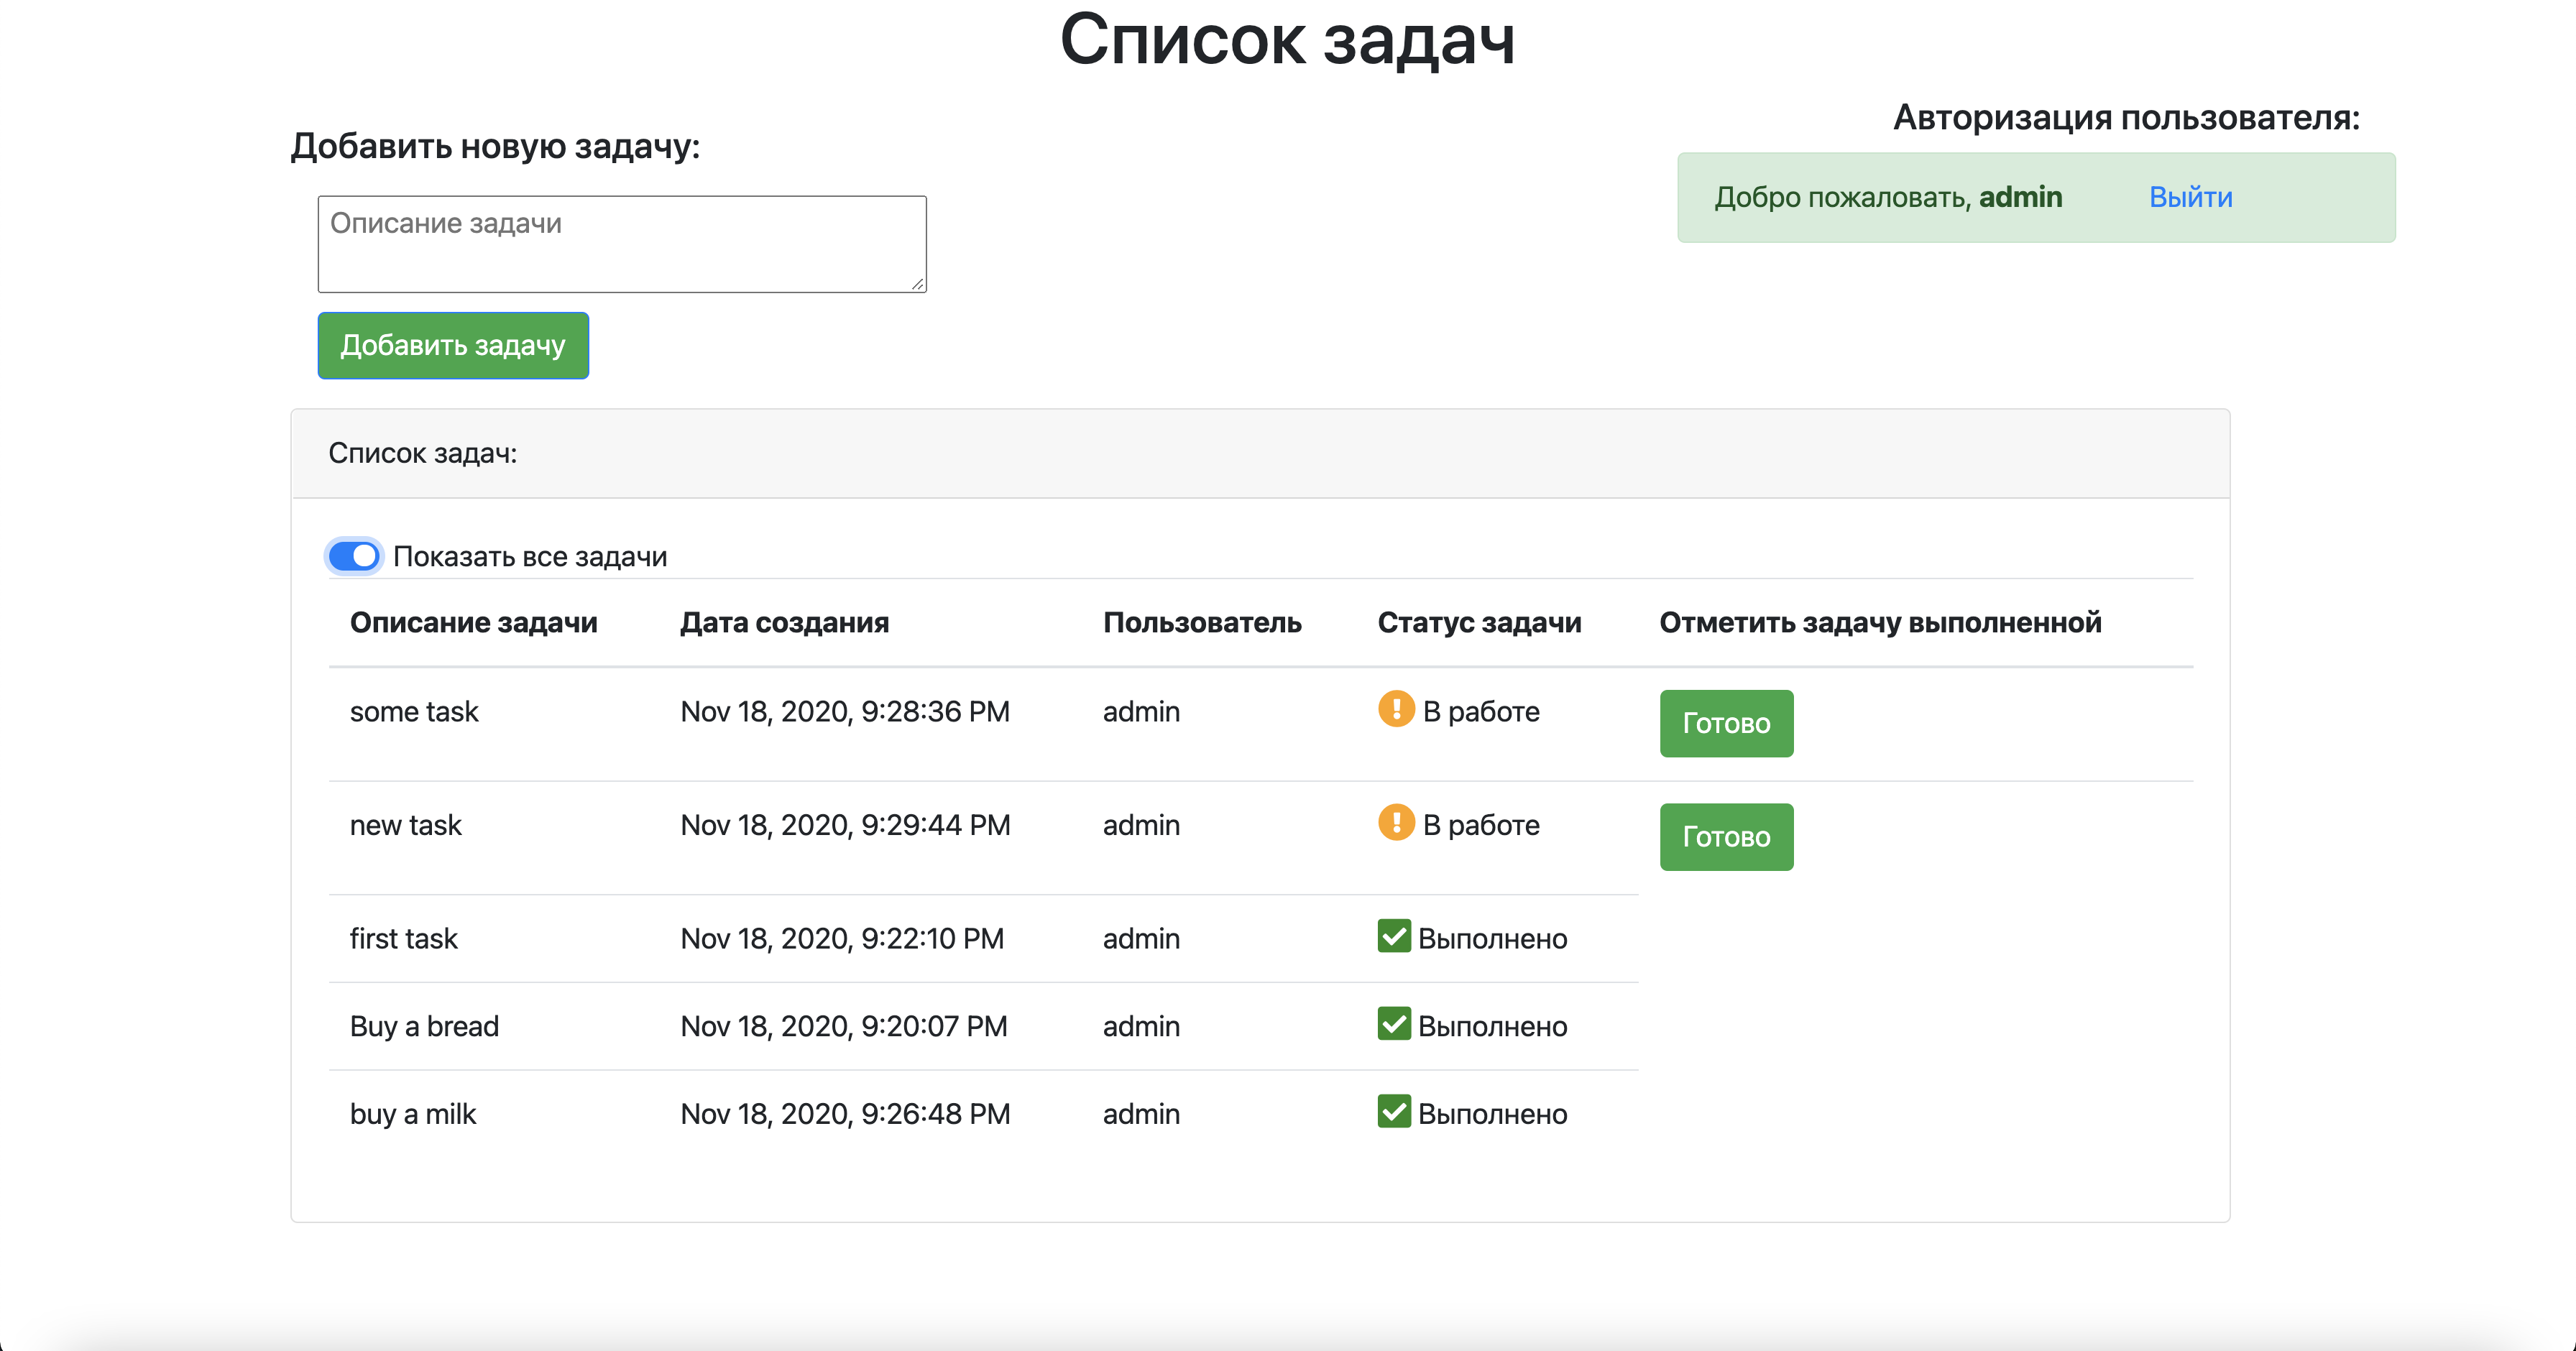 Список задач
Авторизация пользователя:
Добавить новую задачу:
Добро пожаловать, admin Выйти
Описание задачи
Добавить задачу
Список задач:
Показать все задачи
Описание задачи Дата создания Пользователь Статус задачи Отметить задачу выполненной
some task Nov 18, 2020, 9:28:36 PM admin В работе Готово
new task Nov 18, 2020, 9:29:44 PM admin В работе Готово
first task Nov 18, 2020, 9:22:10 PM admin Выполнено
Buy a bread Nov 18, 2020, 9:20:07 PM admin Выполнено
buy a milk Nov 18, 2020, 9:26:48 PM admin Выполнено